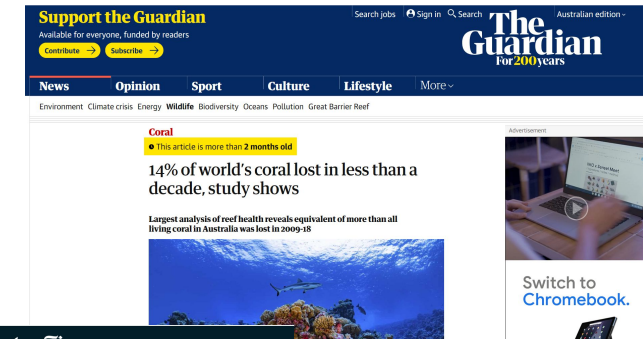 Support the Guardian
Available for everyone, funded by readers
Contribute → Subscribe →
Search jobs Sign in Search
Australian edition
The Guardian
For 200 years
News Opinion Sport Culture Lifestyle More
Environment Climate crisis Energy Wildlife Biodiversity Oceans Pollution Great Barrier Reef
Coral
This article is more than 2 months old
14% of world's coral lost in less than a
decade, study shows
Largest analysis of reef health reveals equivalent of more than all
living coral in Australia was lost in 2009-18
Advertisement
Switch to
Chromebook.